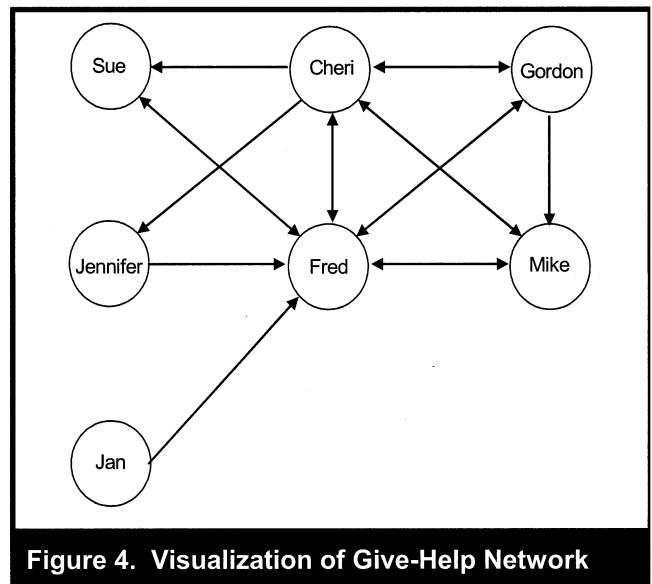 Sue
Cheri
Gordon
Jennifer
Fred
Mike
Jan
Figure 4. Visualization of Give-Help Network